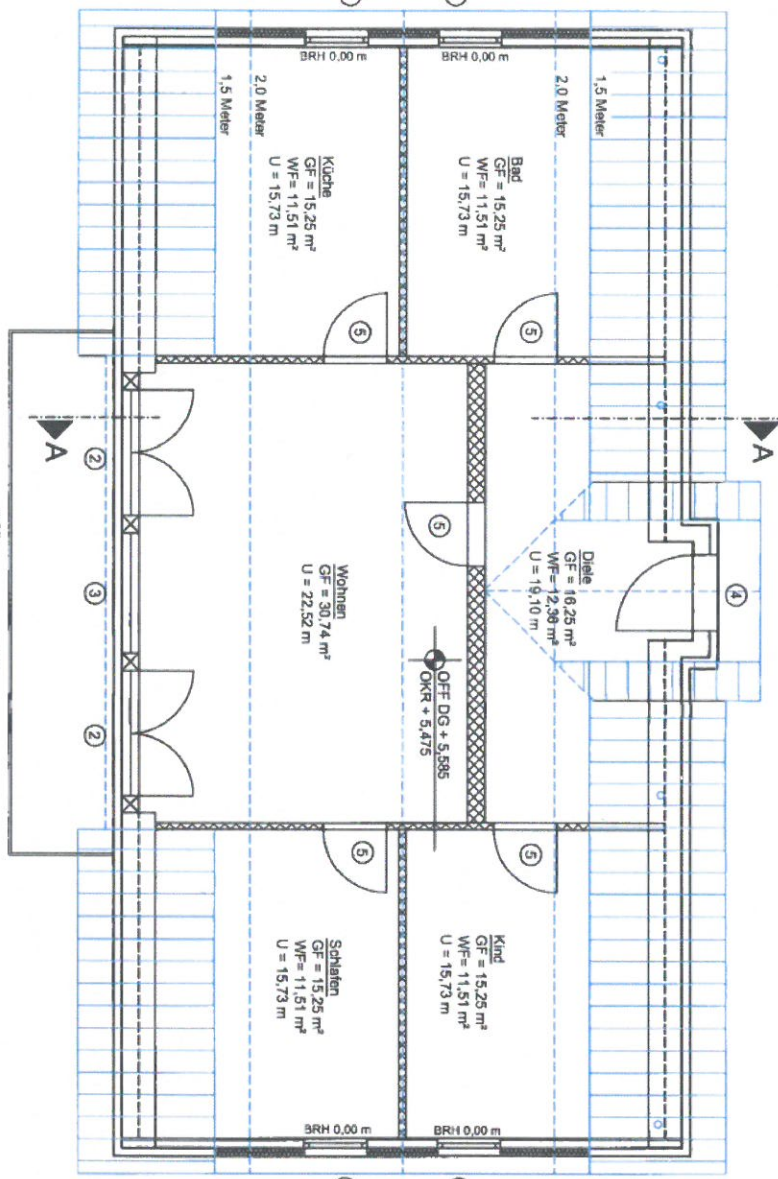 BRH 0,00 m
BRH 0,00 m
1,5 Meter
2,0 Meter
2,0 Meter
1,5 Meter
Küche
GF = 15,25 m²
WF= 11,51 m²
U = 15,73 m
Bad
GF = 15,25 m²
WF= 11,51 m²
U = 15,73 m
5
5
A
A
2
3
2
5
4
Diele
GF = 16,25 m²
WF= 12,36 m²
U = 19,10 m
Wohnen
GF = 30,74 m²
U = 22,52 m
OFF DG + 5,585
OKR + 5,475
5
5
Schlafen
GF = 15,25 m²
WF= 11,51 m²
U = 15,73 m
Kind
GF = 15,25 m²
WF= 11,51 m²
U = 15,73 m
BRH 0,00 m
BRH 0,00 m